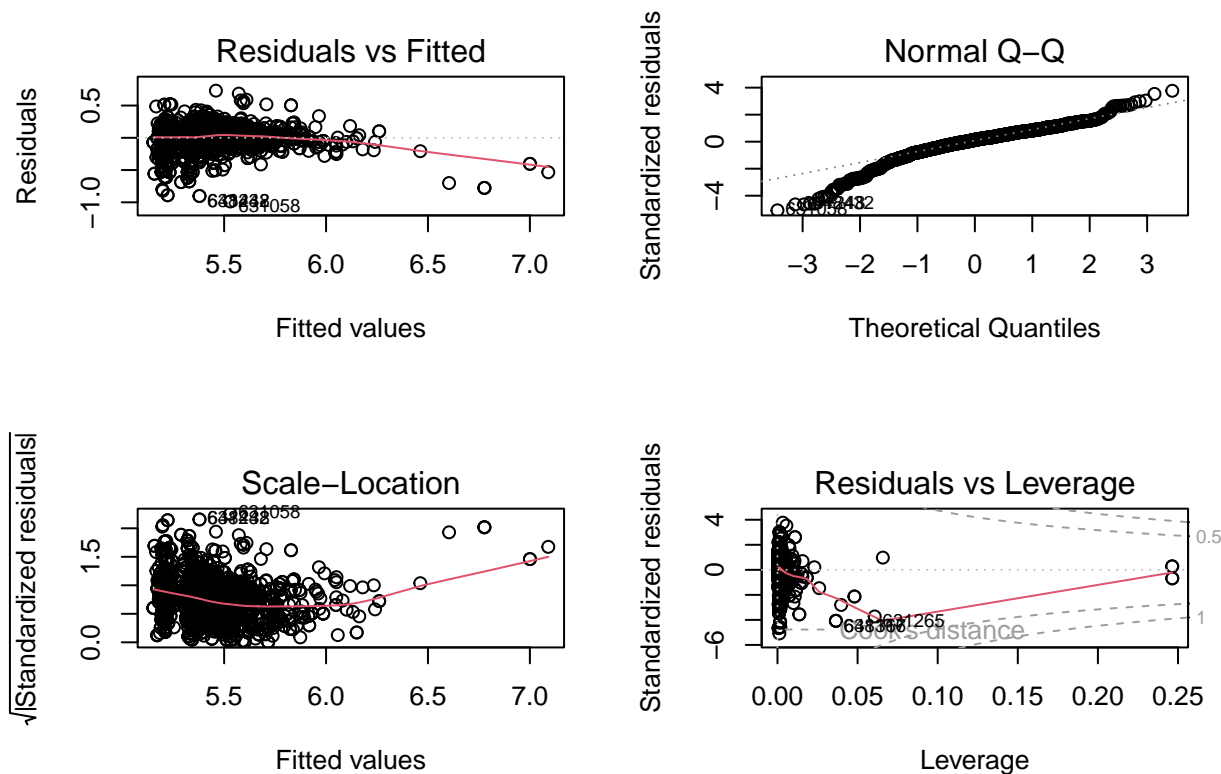 Residuals vs Fitted
Residuals
0.5
−1.0
631058
5.5 6.0 6.5 7.0
Fitted values
Normal Q−Q
Standardized residuals
4
0
−4
631058
−3 −2 −1 0 1 2 3
Theoretical Quantiles
Scale−Location
√|Standardized residuals|
1.5
0.0
631058
5.5 6.0 6.5 7.0
Fitted values
Residuals vs Leverage
Standardized residuals
4
0
−6
0.5
1
631265
Cook's distance
0.00 0.05 0.10 0.15 0.20 0.25
Leverage